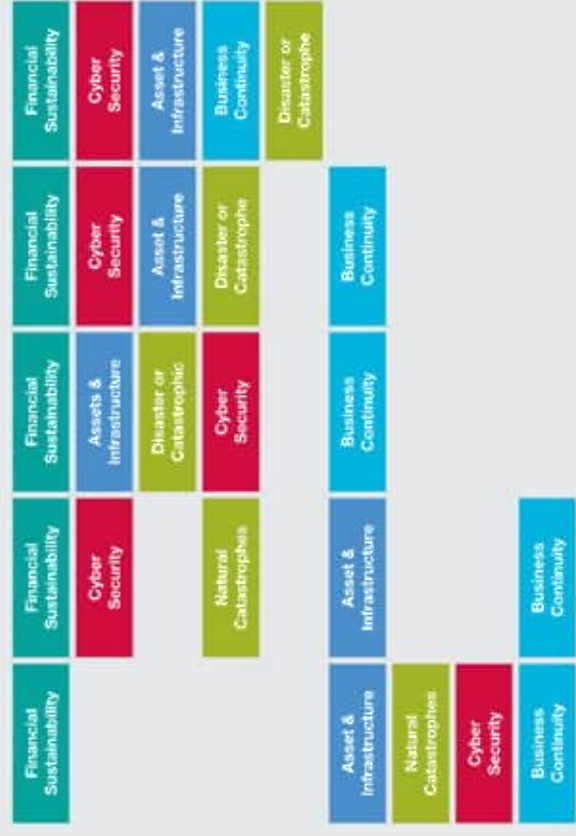 Financial
Sustainability
Financial
Sustainability
Financial
Sustainability
Financial
Sustainability
Financial
Sustainability
Cyber
Security
Assets &
Infrastructure
Cyber
Security
Cyber
Security
Disaster or
Catastrophic
Asset &
Infrastructure
Asset &
Infrastructure
Natural
Catastrophes
Cyber
Security
Disaster or
Catastrophe
Business
Continuity
Disaster or
Catastrophe
Asset &
Infrastructure
Asset &
Infrastructure
Business
Continuity
Business
Continuity
Natural
Catastrophes
Cyber
Security
Business
Continuity
Business
Continuity